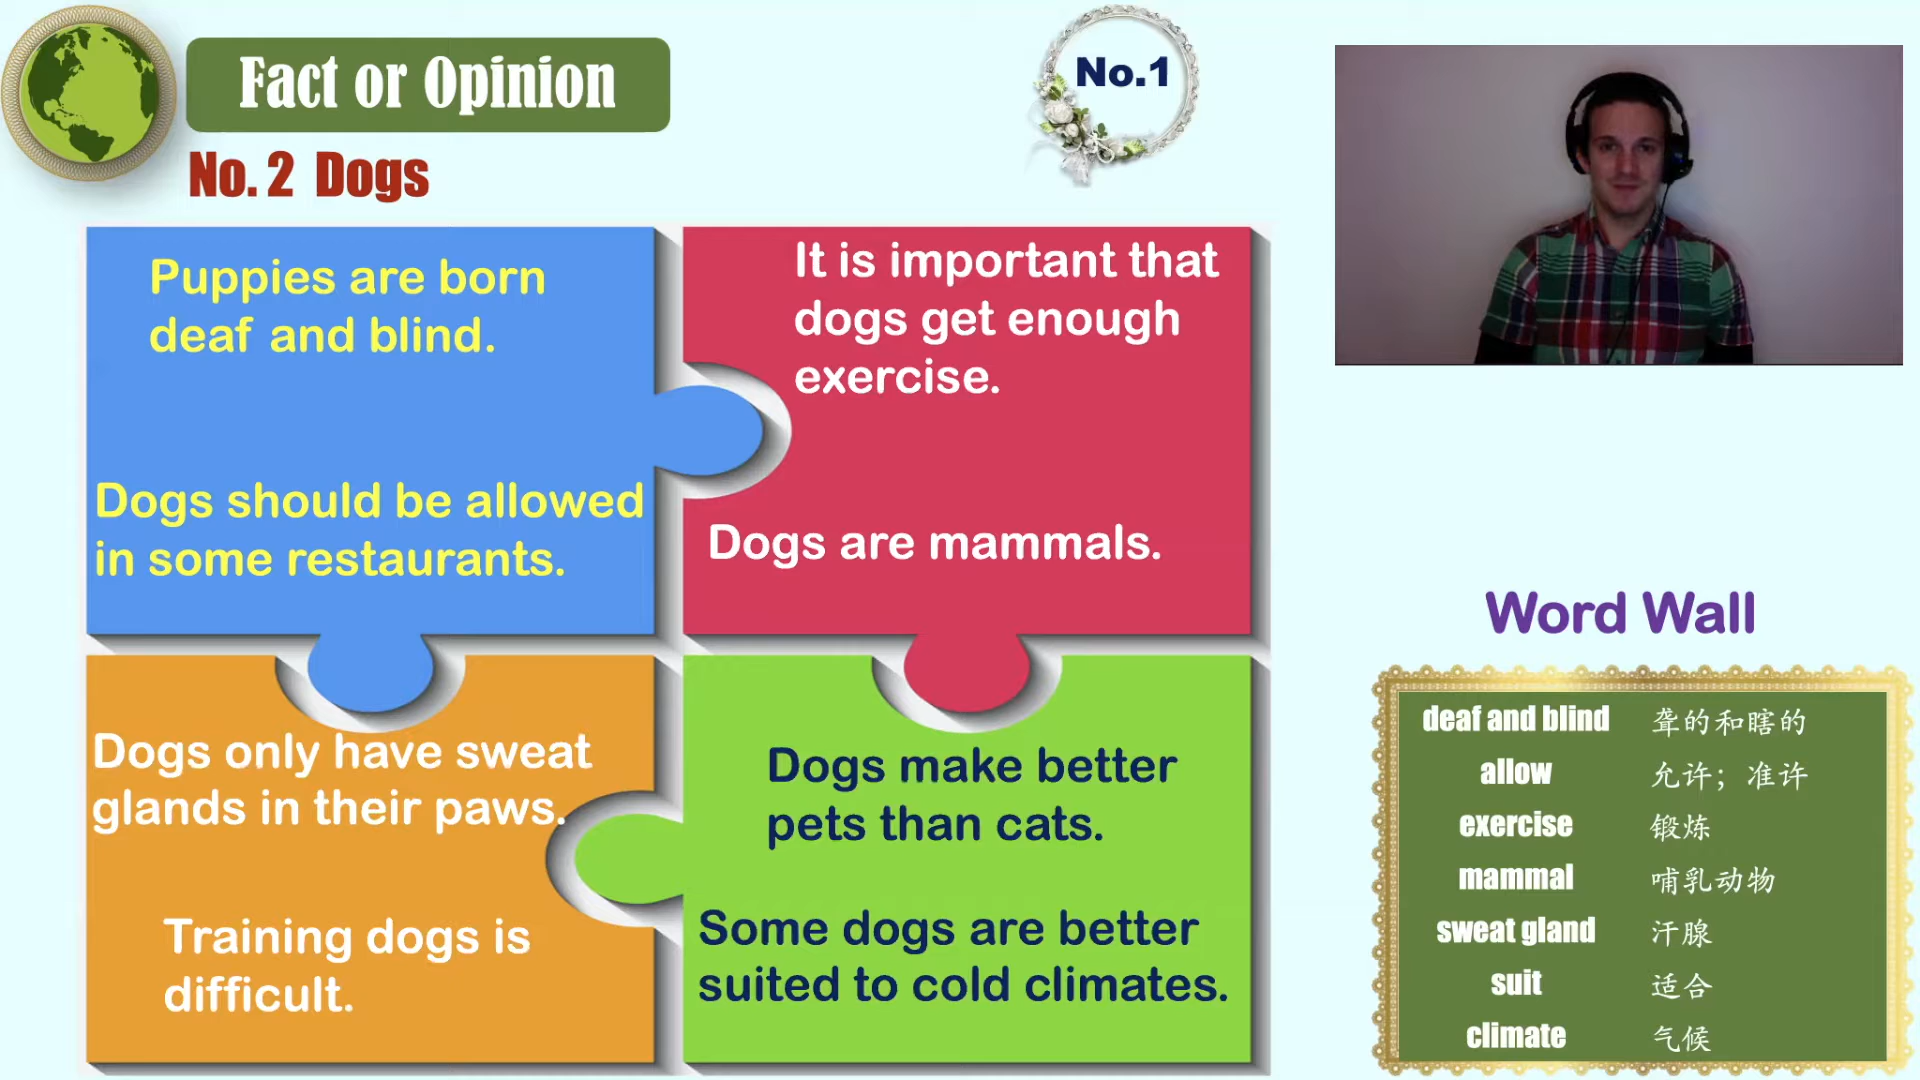 Fact or Opinion
No.1
No. 2 Dogs
Puppies are born
deaf and blind.
Dogs should be allowed
in some restaurants.
It is important that
dogs get enough
exercise.
Dogs are mammals.
Dogs only have sweat
glands in their paws.
Training dogs is
difficult.
Dogs make better
pets than cats.
Some dogs are better
suited to cold climates.
Word Wall
deaf and blind 聋的和瞎的
allow 允许；准许
exercise 锻炼
mammal 哺乳动物
sweat gland 汗腺
suit 适合
climate 气候